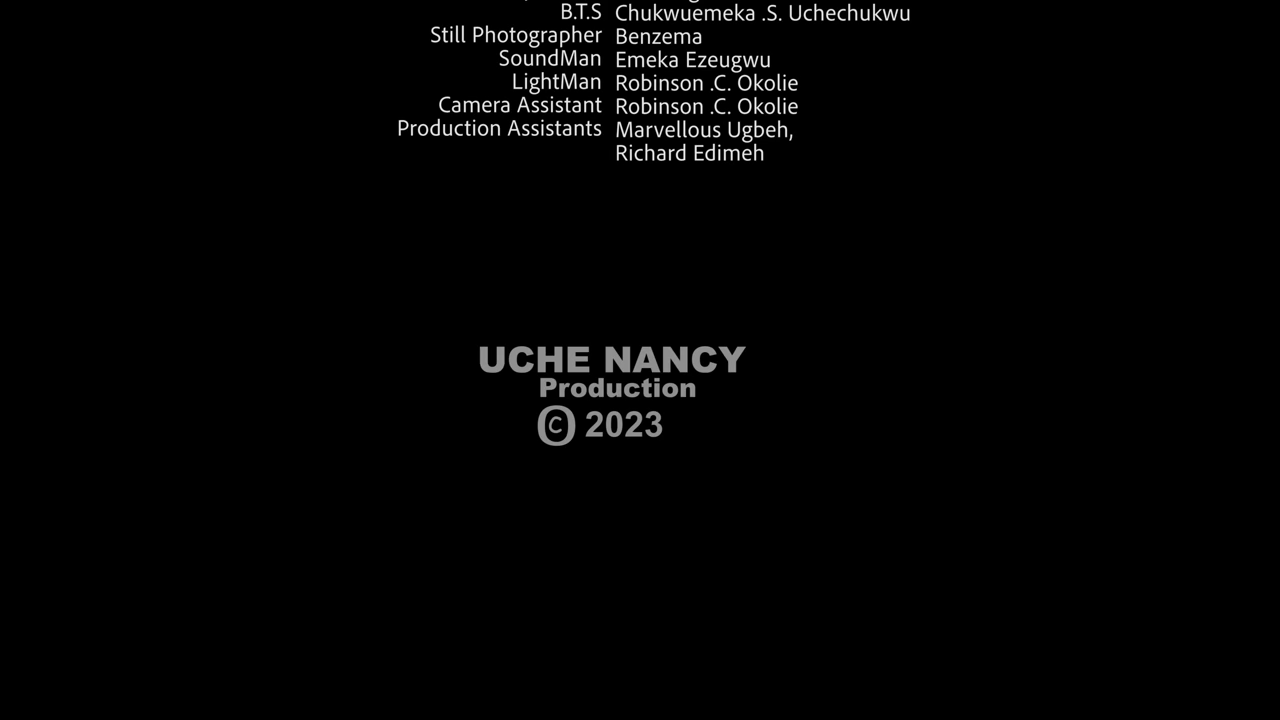 B.T.S Chukwuemeka .S. Uchechukwu
Still Photographer Benzema
SoundMan Emeka Ezeugwu
LightMan Robinson .C. Okolie
Camera Assistant Robinson .C. Okolie
Production Assistants Marvellous Ugbeh,
Richard Edimeh
UCHE NANCY
Production
© 2023